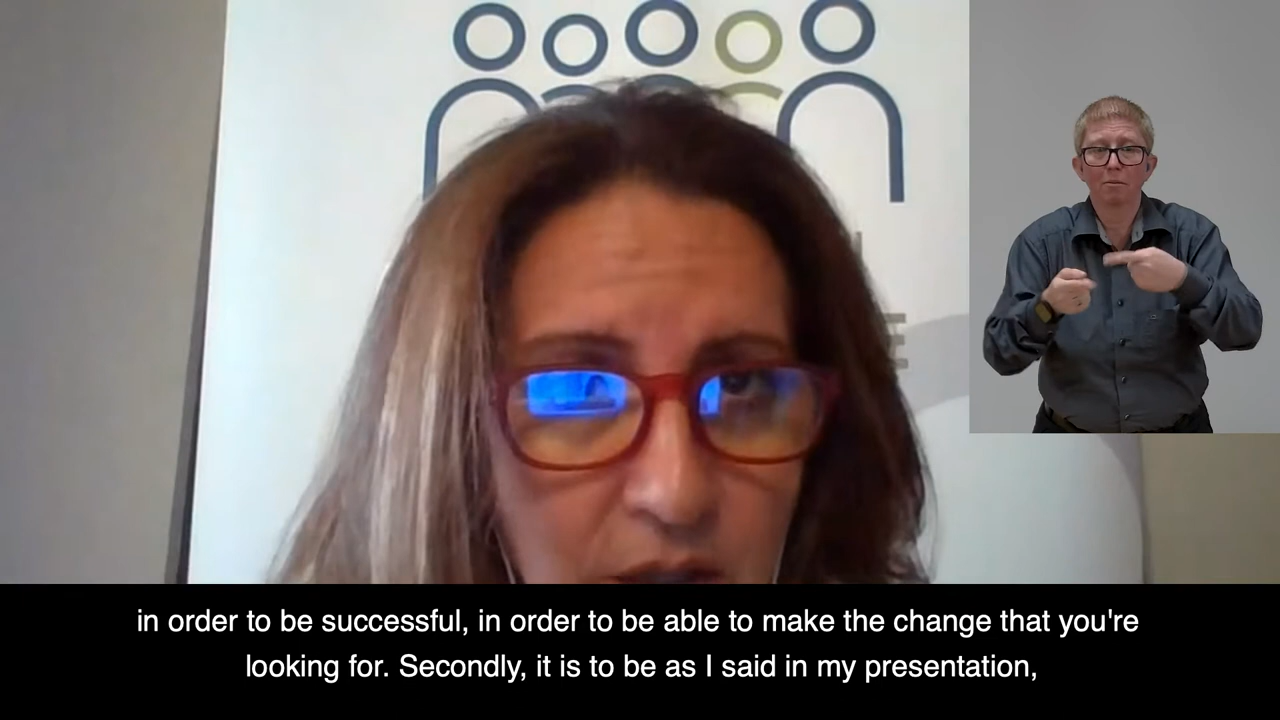 in order to be successful, in order to be able to make the change that you're
looking for. Secondly, it is to be as I said in my presentation,